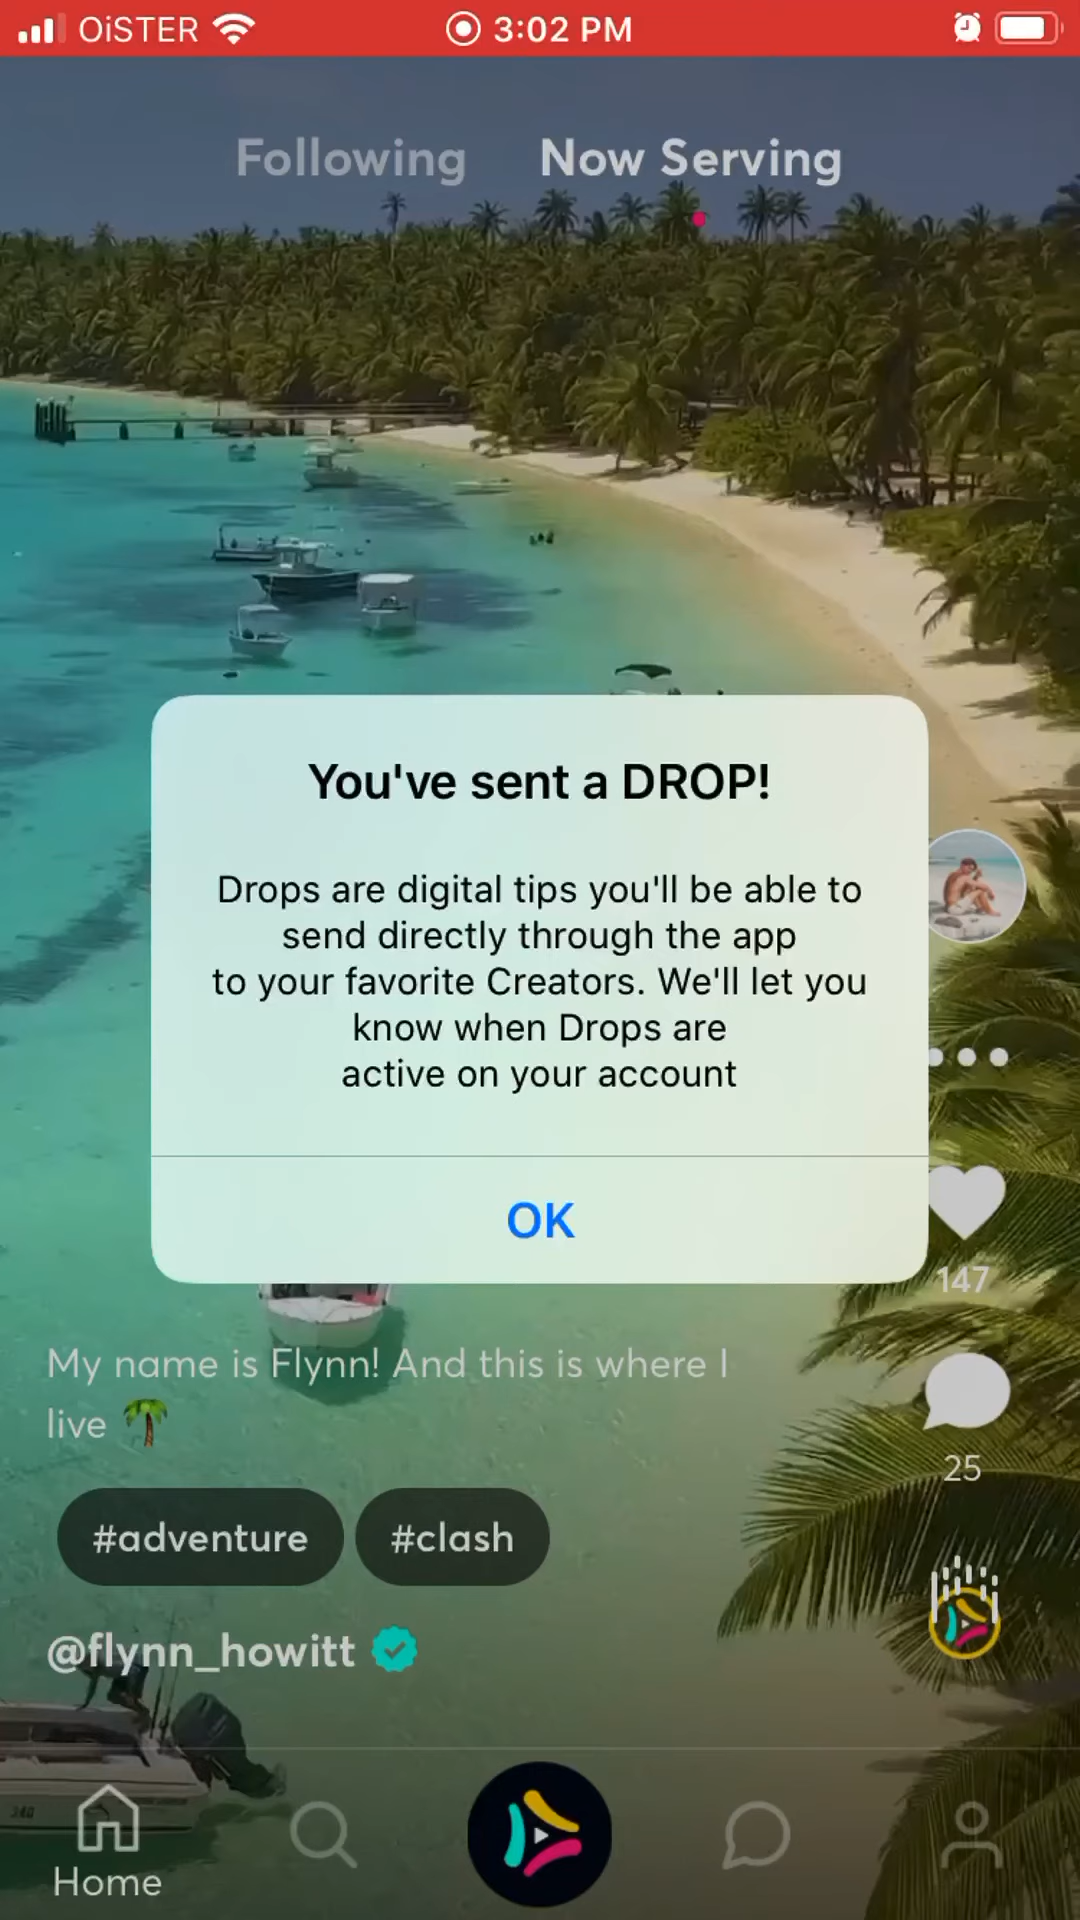 OiSTER 3:02 PM
Following Now Serving
You've sent a DROP!
Drops are digital tips you'll be able to
send directly through the app
to your favorite Creators. We'll let you
know when Drops are
active on your account
OK
147
My name is Flynn! And this is where I
live 🌴
25
#adventure #clash
@flynn_howitt
340
Home